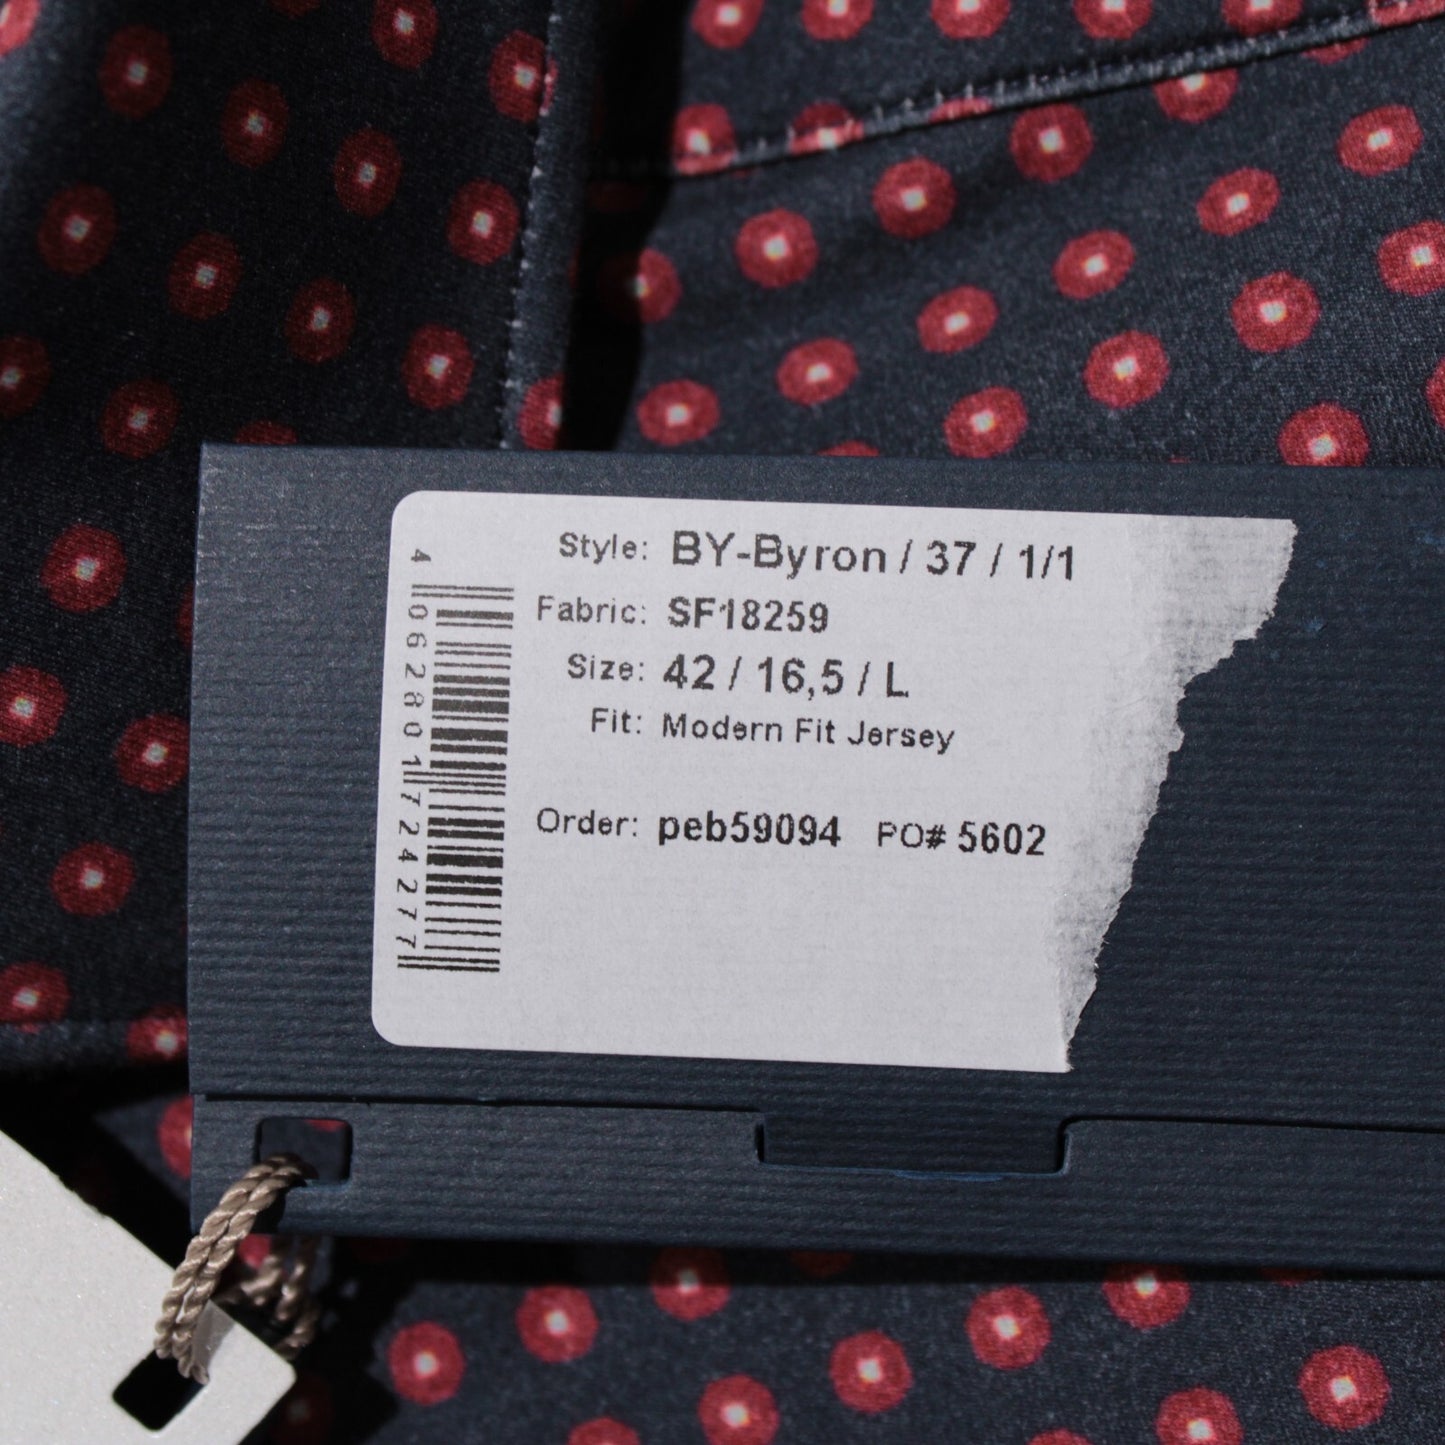 Style: BY-Byron / 37 / 1/1
Fabric: SF18259
Size: 42 / 16,5 / L
Fit: Modern Fit Jersey
Order: peb59094 PO# 5602
4 062801 724277